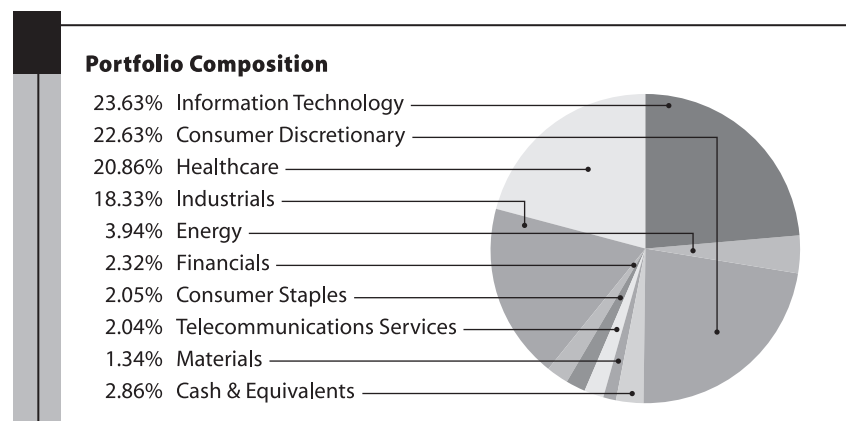 Portfolio Composition
23.63% Information Technology
22.63% Consumer Discretionary
20.86% Healthcare
18.33% Industrials
3.94% Energy
2.32% Financials
2.05% Consumer Staples
2.04% Telecommunications Services
1.34% Materials
2.86% Cash & Equivalents